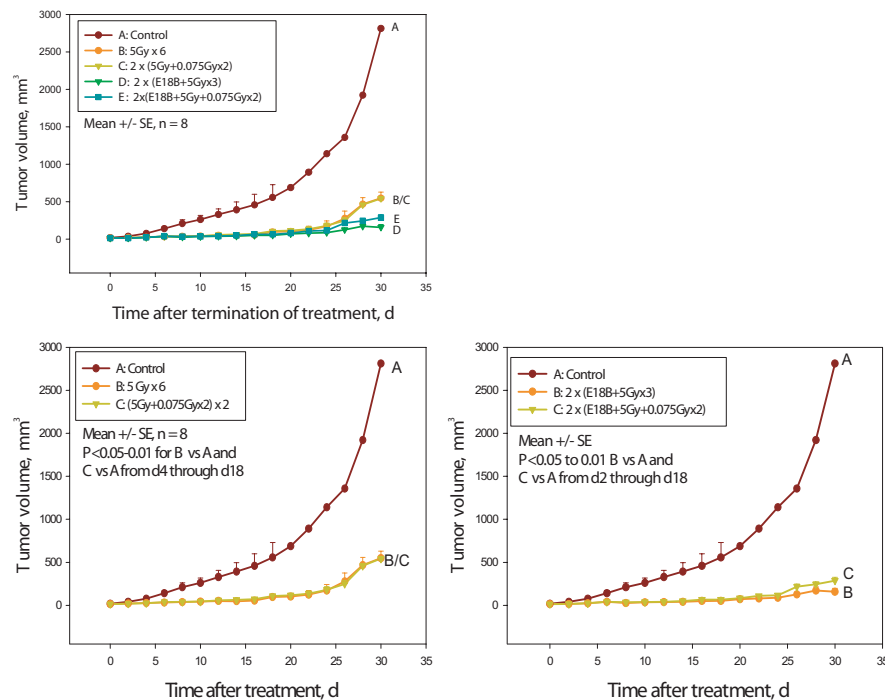 3000
2500
2000
1500
1000
500
0
Tumor volume, mm³
A: Control
B: 5Gy x 6
C: 2 x (5Gy+0.075Gyx2)
D: 2 x (E18B+5Gyx3)
E: 2x(E18B+5Gy+0.075Gyx2)
Mean +/- SE, n = 8
A
B/C
E
D
0 5 10 15 20 25 30 35
Time after termination of treatment, d
3000
2500
2000
1500
1000
500
0
Tumor volume, mm³
A: Control
B: 5 Gy x 6
C: (5Gy+0.075Gyx2) x 2
Mean +/- SE, n = 8
P<0.05-0.01 for B vs A and
C vs A from d4 through d18
A
B/C
0 5 10 15 20 25 30 35
Time after treatment, d
3000
2500
2000
1500
1000
500
0
Tumor volume, mm³
A: Control
B: 2 x (E18B+5Gyx3)
C: 2 x (E18B+5Gy+0.075Gyx2)
Mean +/- SE
P<0.05 to 0.01 B vs A and
C vs A from d2 through d18
A
C
B
0 5 10 15 20 25 30 35
Time after treatment, d